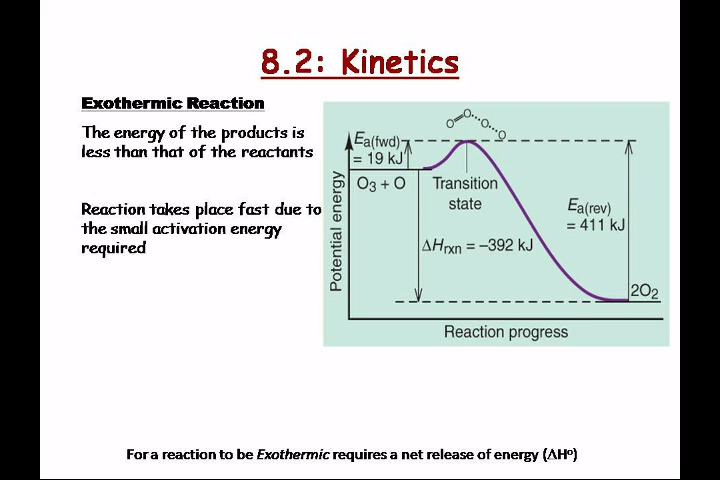 8.2: Kinetics
Exothermic Reaction
The energy of the products is
less than that of the reactants
Reaction takes place fast due to
the small activation energy
required
O O O O
Ea(fwd)
= 19 kJ
O3 + O
Transition
state
Ea(rev)
= 411 kJ
ΔHrxn = –392 kJ
2O2
Potential energy
Reaction progress
For a reaction to be Exothermic requires a net release of energy (ΔHº)